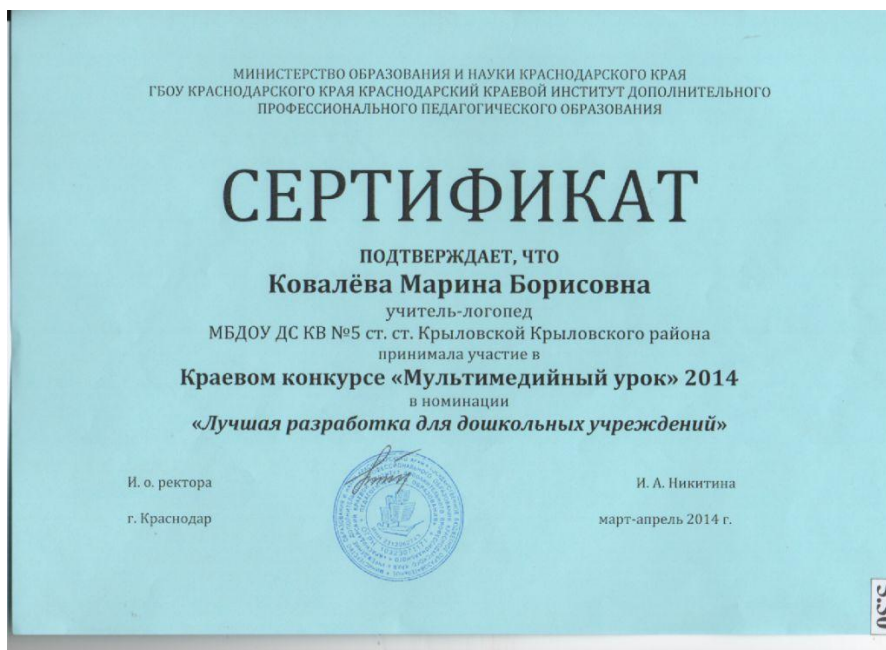 МИНИСТЕРСТВО ОБРАЗОВАНИЯ И НАУКИ КРАСНОДАРСКОГО КРАЯ
ГБОУ КРАСНОДАРСКОГО КРАЯ КРАСНОДАРСКИЙ КРАЕВОЙ ИНСТИТУТ ДОПОЛНИТЕЛЬНОГО
ПРОФЕССИОНАЛЬНОГО ПЕДАГОГИЧЕСКОГО ОБРАЗОВАНИЯ
СЕРТИФИКАТ
ПОДТВЕРЖДАЕТ, ЧТО
Ковалёва Марина Борисовна
учитель-логопед
МБДОУ ДС КВ №5 ст. ст. Крыловской Крыловского района
принимала участие в
Краевом конкурсе «Мультимедийный урок» 2014
в номинации
«Лучшая разработка для дошкольных учреждений»
И. о. ректора
И. А. Никитина
г. Краснодар
март-апрель 2014 г.